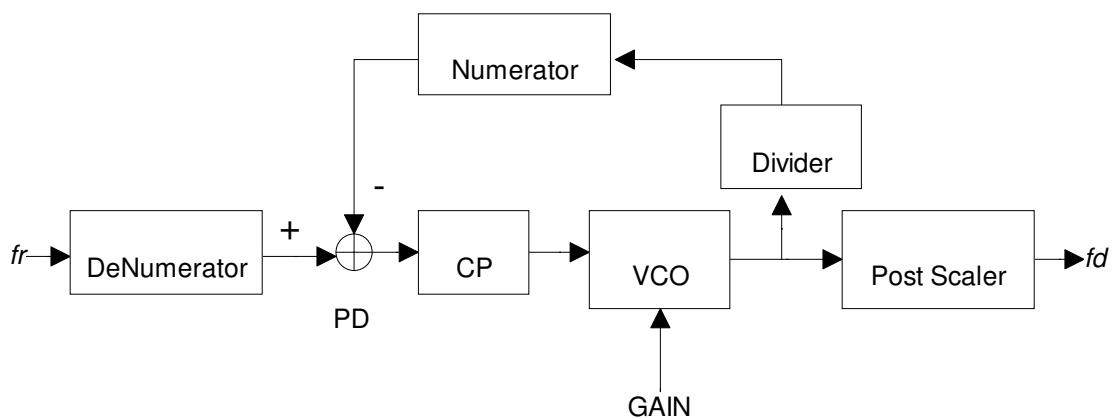 Numerator
Divider
-
+
fr
DeNumerator
CP
VCO
Post Scaler
fd
PD
GAIN